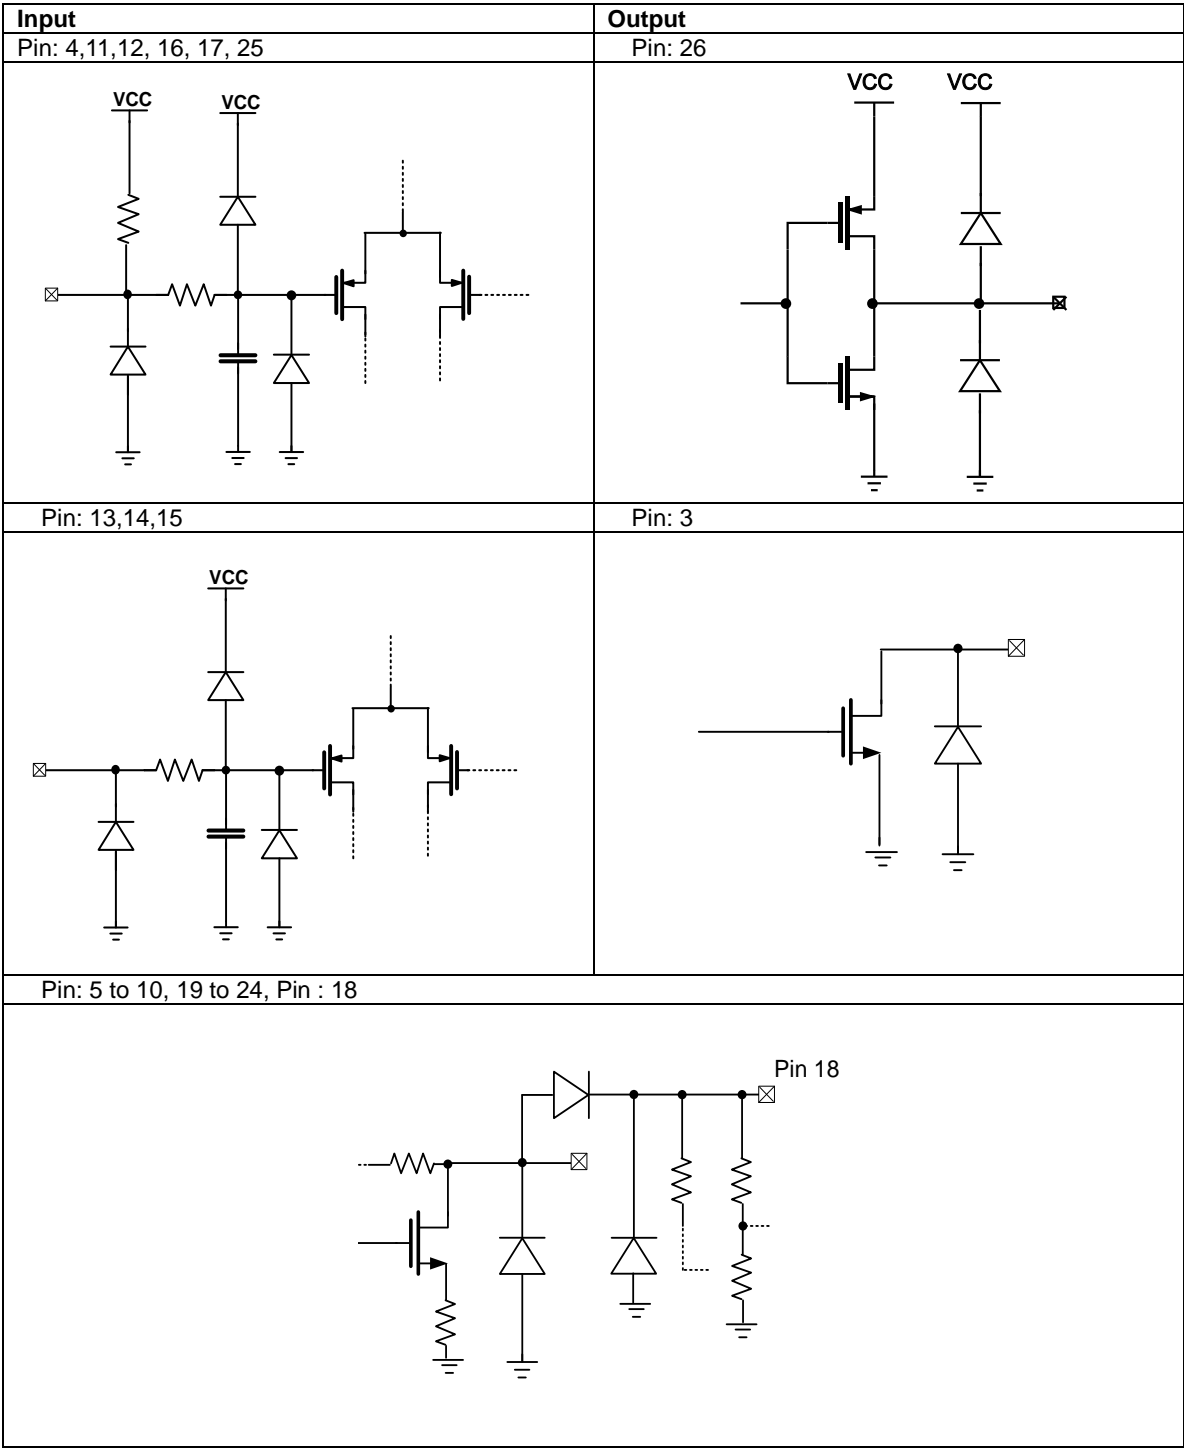 Input
Output
Pin: 4,11,12, 16, 17, 25
Pin: 26
VCC
VCC
VCC
VCC
Pin: 13,14,15
Pin: 3
VCC
Pin: 5 to 10, 19 to 24, Pin : 18
Pin 18